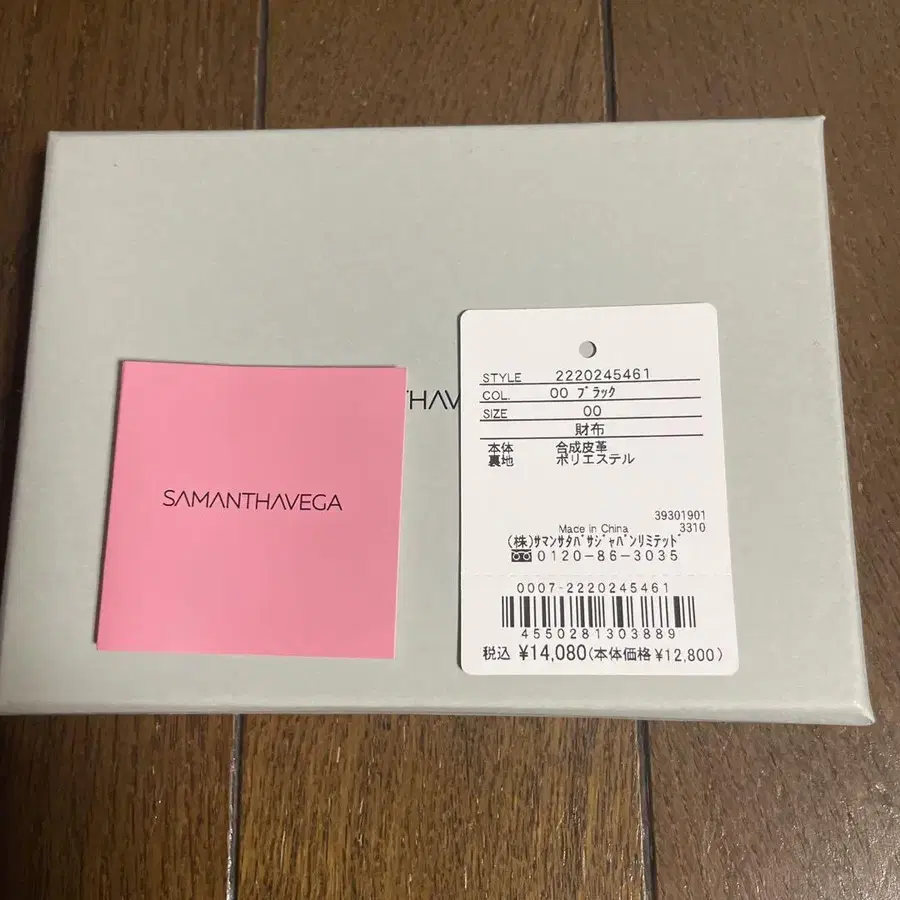 THAV
SAMANTHAVEGA
STYLE 2220245461
COL. 00 ブラック
SIZE 00
財布
本体 合成皮革
裏地 ポリエステル
39301901
Made in China 3310
(株)サマンサタバサジャパンリミテッド
0120-86-3035
0007-2220245461
4550281303889
税込 ¥14,080(本体価格¥12,800)